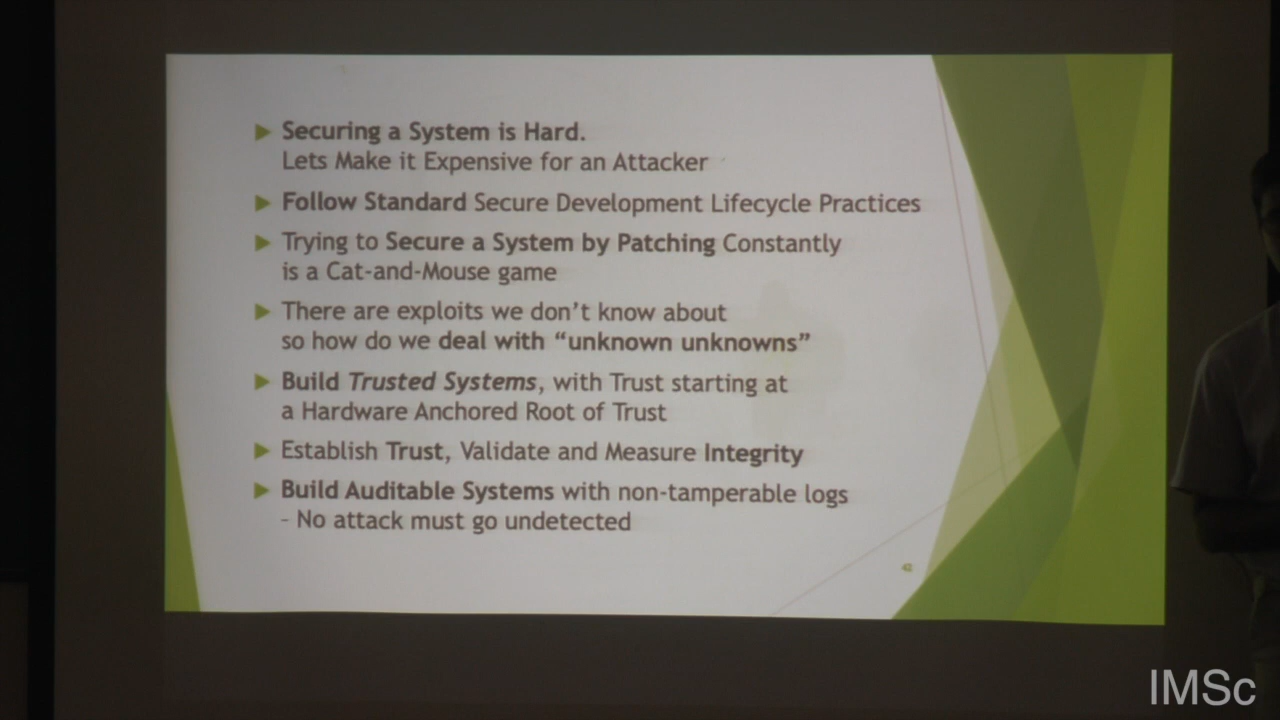 Securing a System is Hard.
Lets Make it Expensive for an Attacker
Follow Standard Secure Development Lifecycle Practices
Trying to Secure a System by Patching Constantly
is a Cat-and-Mouse game
There are exploits we don't know about
so how do we deal with “unknown unknowns”
Build Trusted Systems, with Trust starting at
a Hardware Anchored Root of Trust
Establish Trust, Validate and Measure Integrity
Build Auditable Systems with non-tamperable logs
– No attack must go undetected
IMSc